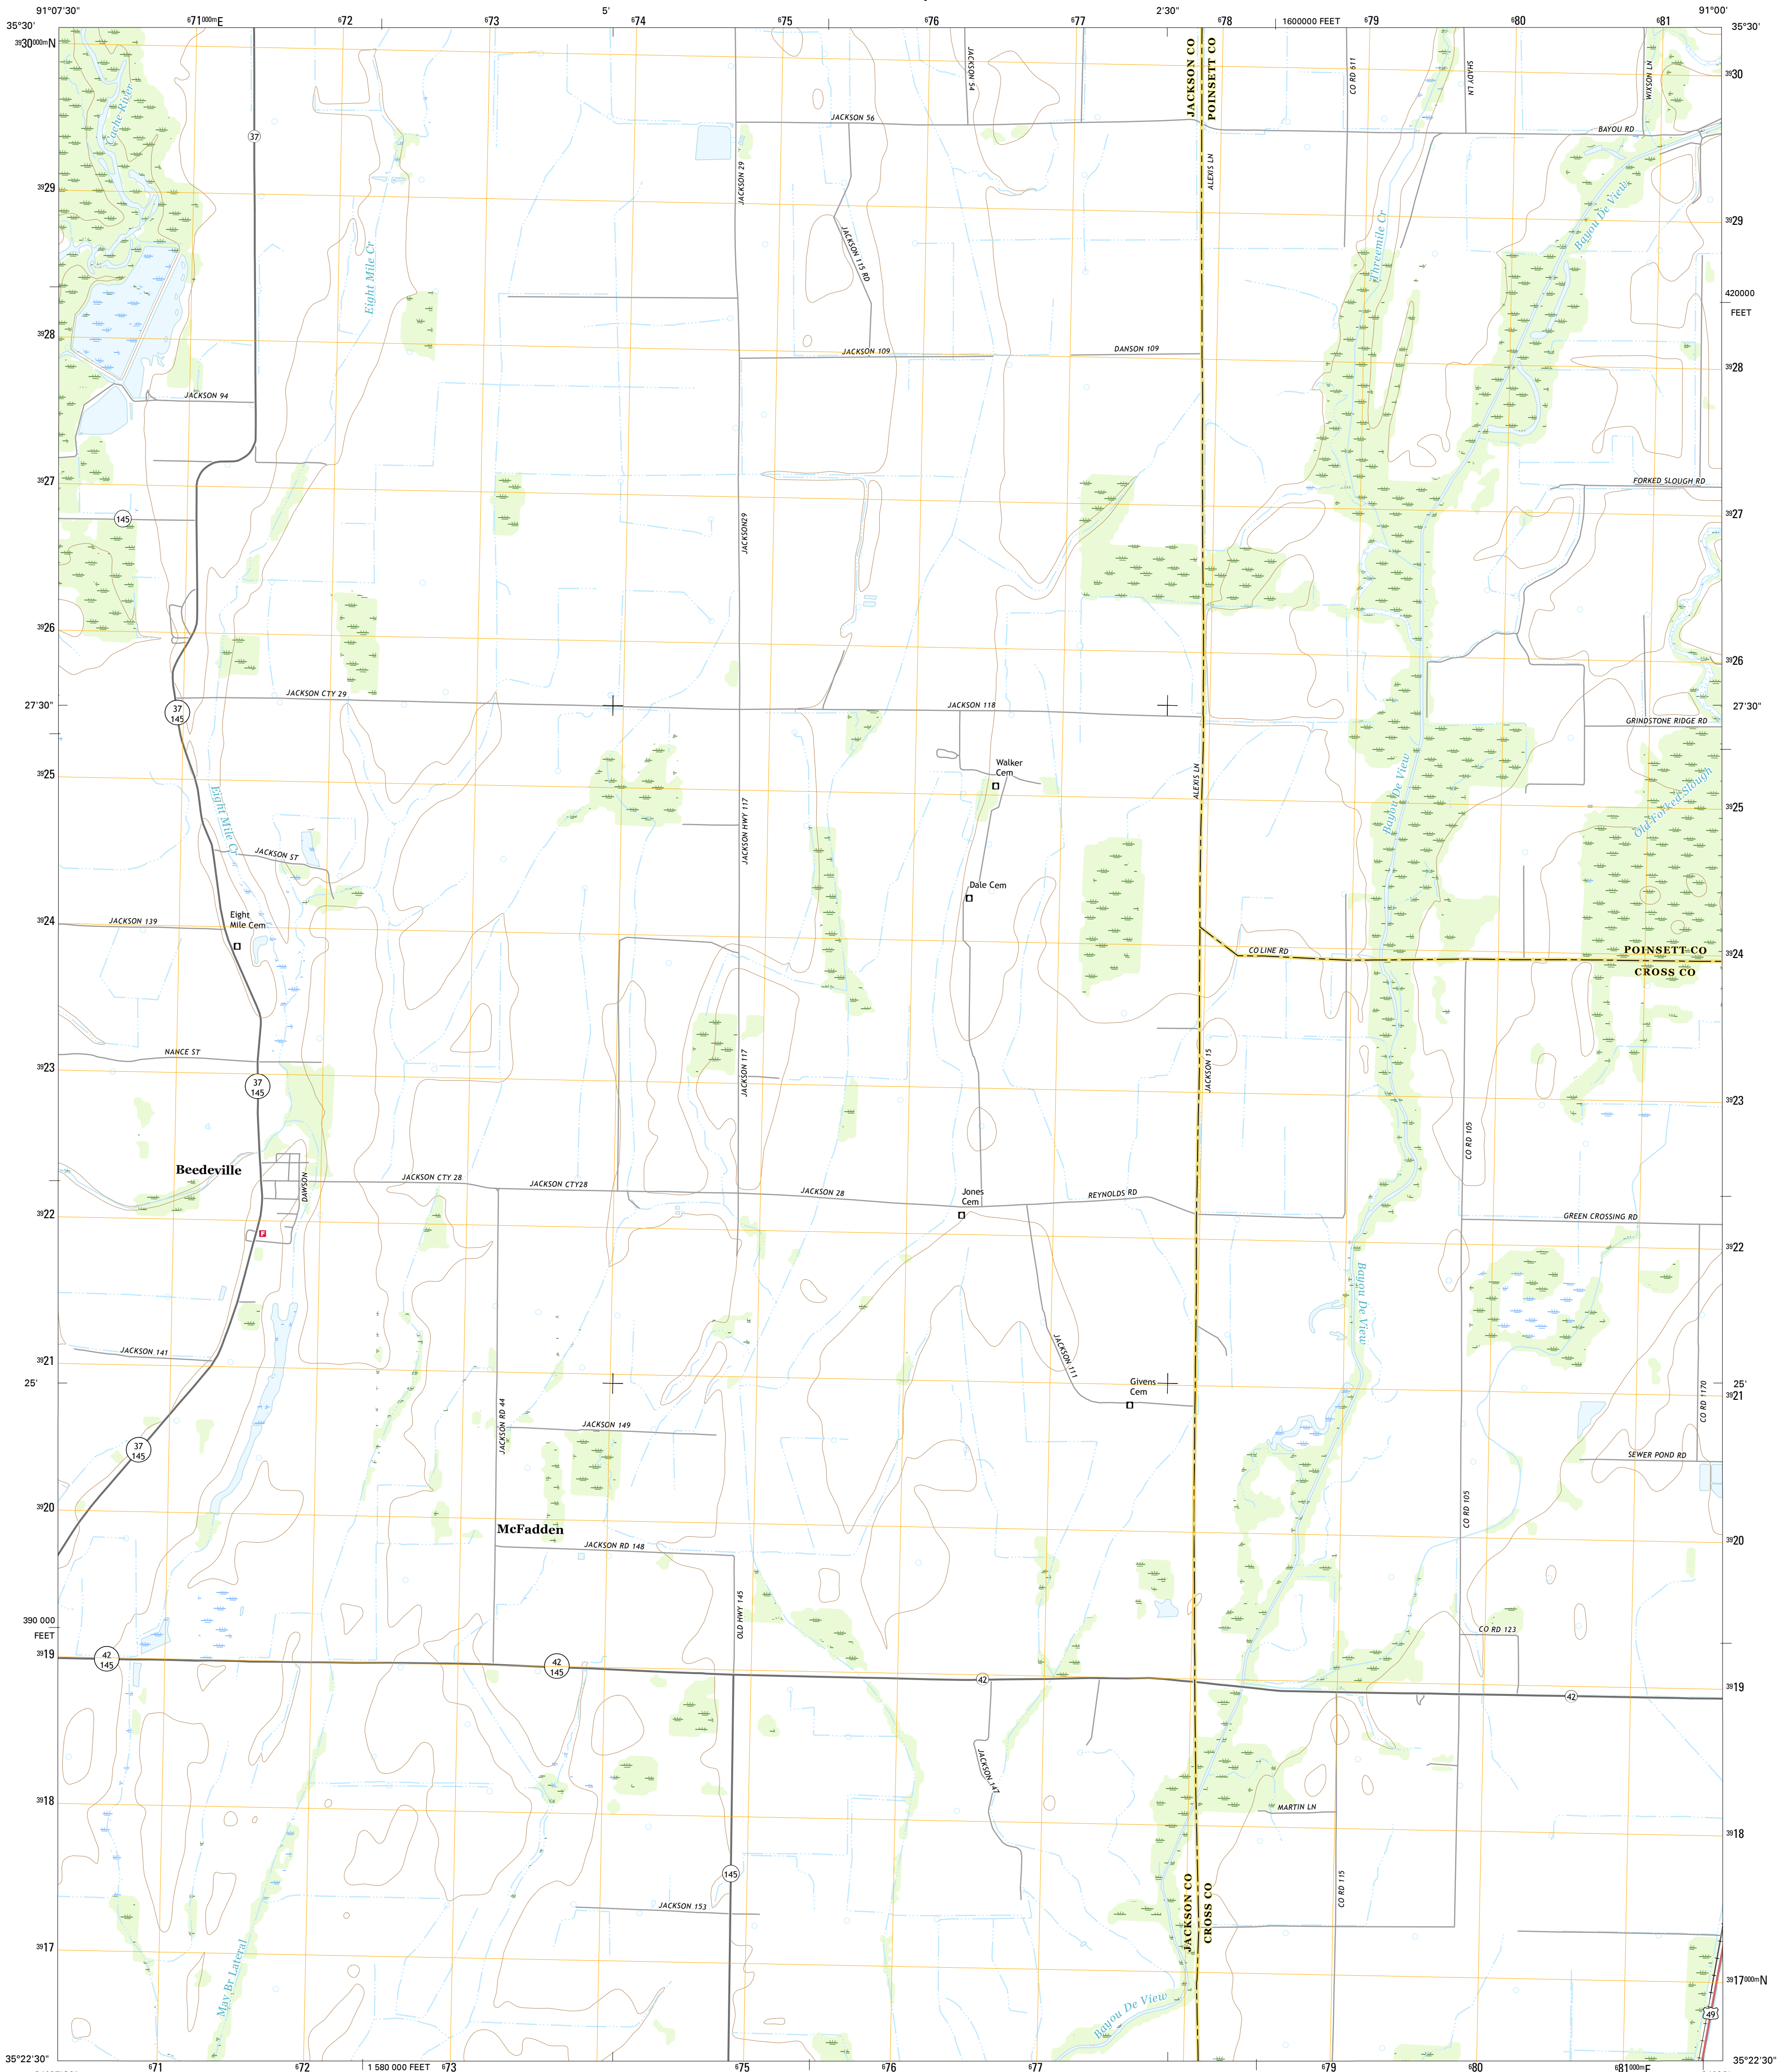 91°07'30"
⁶71⁰⁰⁰ᵐE
⁶72
⁶73
5'
⁶74
⁶75
⁶76
⁶77
2'30"
⁶78
1600000 FEET
⁶79
⁶80
⁶81
91°00'
35°30'
35°30'
³⁹30⁰⁰⁰ᵐN
³⁹30
JACKSON CO
POINSETT CO
JACKSON 54
CO RD 611
SHADY LN
WIXSON LN
Cache River
37
JACKSON 56
BAYOU RD
JACKSON 29
ALEXIS LN
³⁹29
³⁹29
Eight Mile Cr
JACKSON 115 RD
Threemile Cr
Bayou De View
420000
FEET
³⁹28
³⁹28
JACKSON 109
DANSON 109
JACKSON 94
³⁹27
³⁹27
FORKED SLOUGH RD
145
JACKSON29
³⁹26
³⁹26
JACKSON CTY 29
JACKSON 118
27'30"
27'30"
37
145
GRINDSTONE RIDGE RD
³⁹25
³⁹25
Walker
Cem
Eight Mile Cr
JACKSON HWY 117
ALEXIS LN
Bayou De View
Old Forked Slough
JACKSON ST
Dale Cem
³⁹24
³⁹24
JACKSON 139
Eight
Mile Cem
CO LINE RD
POINSETT CO
CROSS CO
NANCE ST
³⁹23
³⁹23
37
145
JACKSON 117
JACKSON 15
CO RD 105
Beedeville
DAWSON
JACKSON CTY 28
JACKSON CTY28
JACKSON 28
Jones
Cem
REYNOLDS RD
GREEN CROSSING RD
³⁹22
³⁹22
F
Bayou De View
JACKSON 141
³⁹21
³⁹21
25'
25'
JACKSON 111
Givens
Cem
CO RD 1170
JACKSON RD 44
JACKSON 149
37
145
SEWER POND RD
³⁹20
³⁹20
CO RD 105
McFadden
JACKSON RD 148
OLD HWY 145
390 000
FEET
CO RD 123
³⁹19
³⁹19
42
145
42
145
42
42
JACKSON 147
³⁹18
³⁹18
MARTIN LN
145
CO RD 115
JACKSON CO
CROSS CO
JACKSON 153
³⁹17
³⁹17⁰⁰⁰ᵐN
May Br Lateral
Bayou De View
49
35°22'30"
35°22'30"
⁶71
⁶72
1 580 000 FEET
⁶73
⁶75
⁶76
⁶77
⁶79
⁶80
⁶81⁰⁰⁰ᵐE